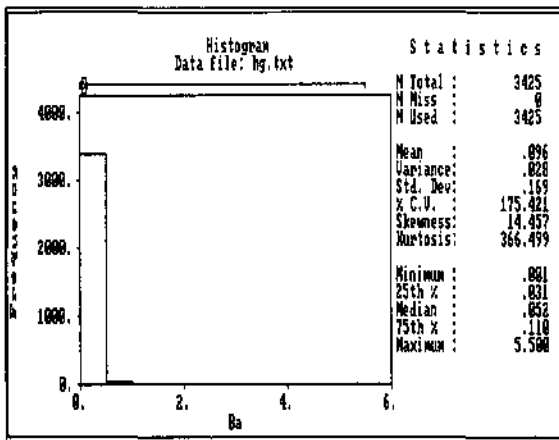 Histogram
Data file: hg.txt
4000.
3000.
2000.
1000.
0.
Frequency
0.
2.
4.
6.
Ba
Statistics
N Total : 3425
N Miss : 0
N Used : 3425
Mean : .096
Variance: .028
Std. Dev: .169
% C.V. : 175.421
Skewness: 14.457
Kurtosis: 366.499
Minimum : .001
25th % : .031
Median : .052
75th % : .110
Maximum : 5.500